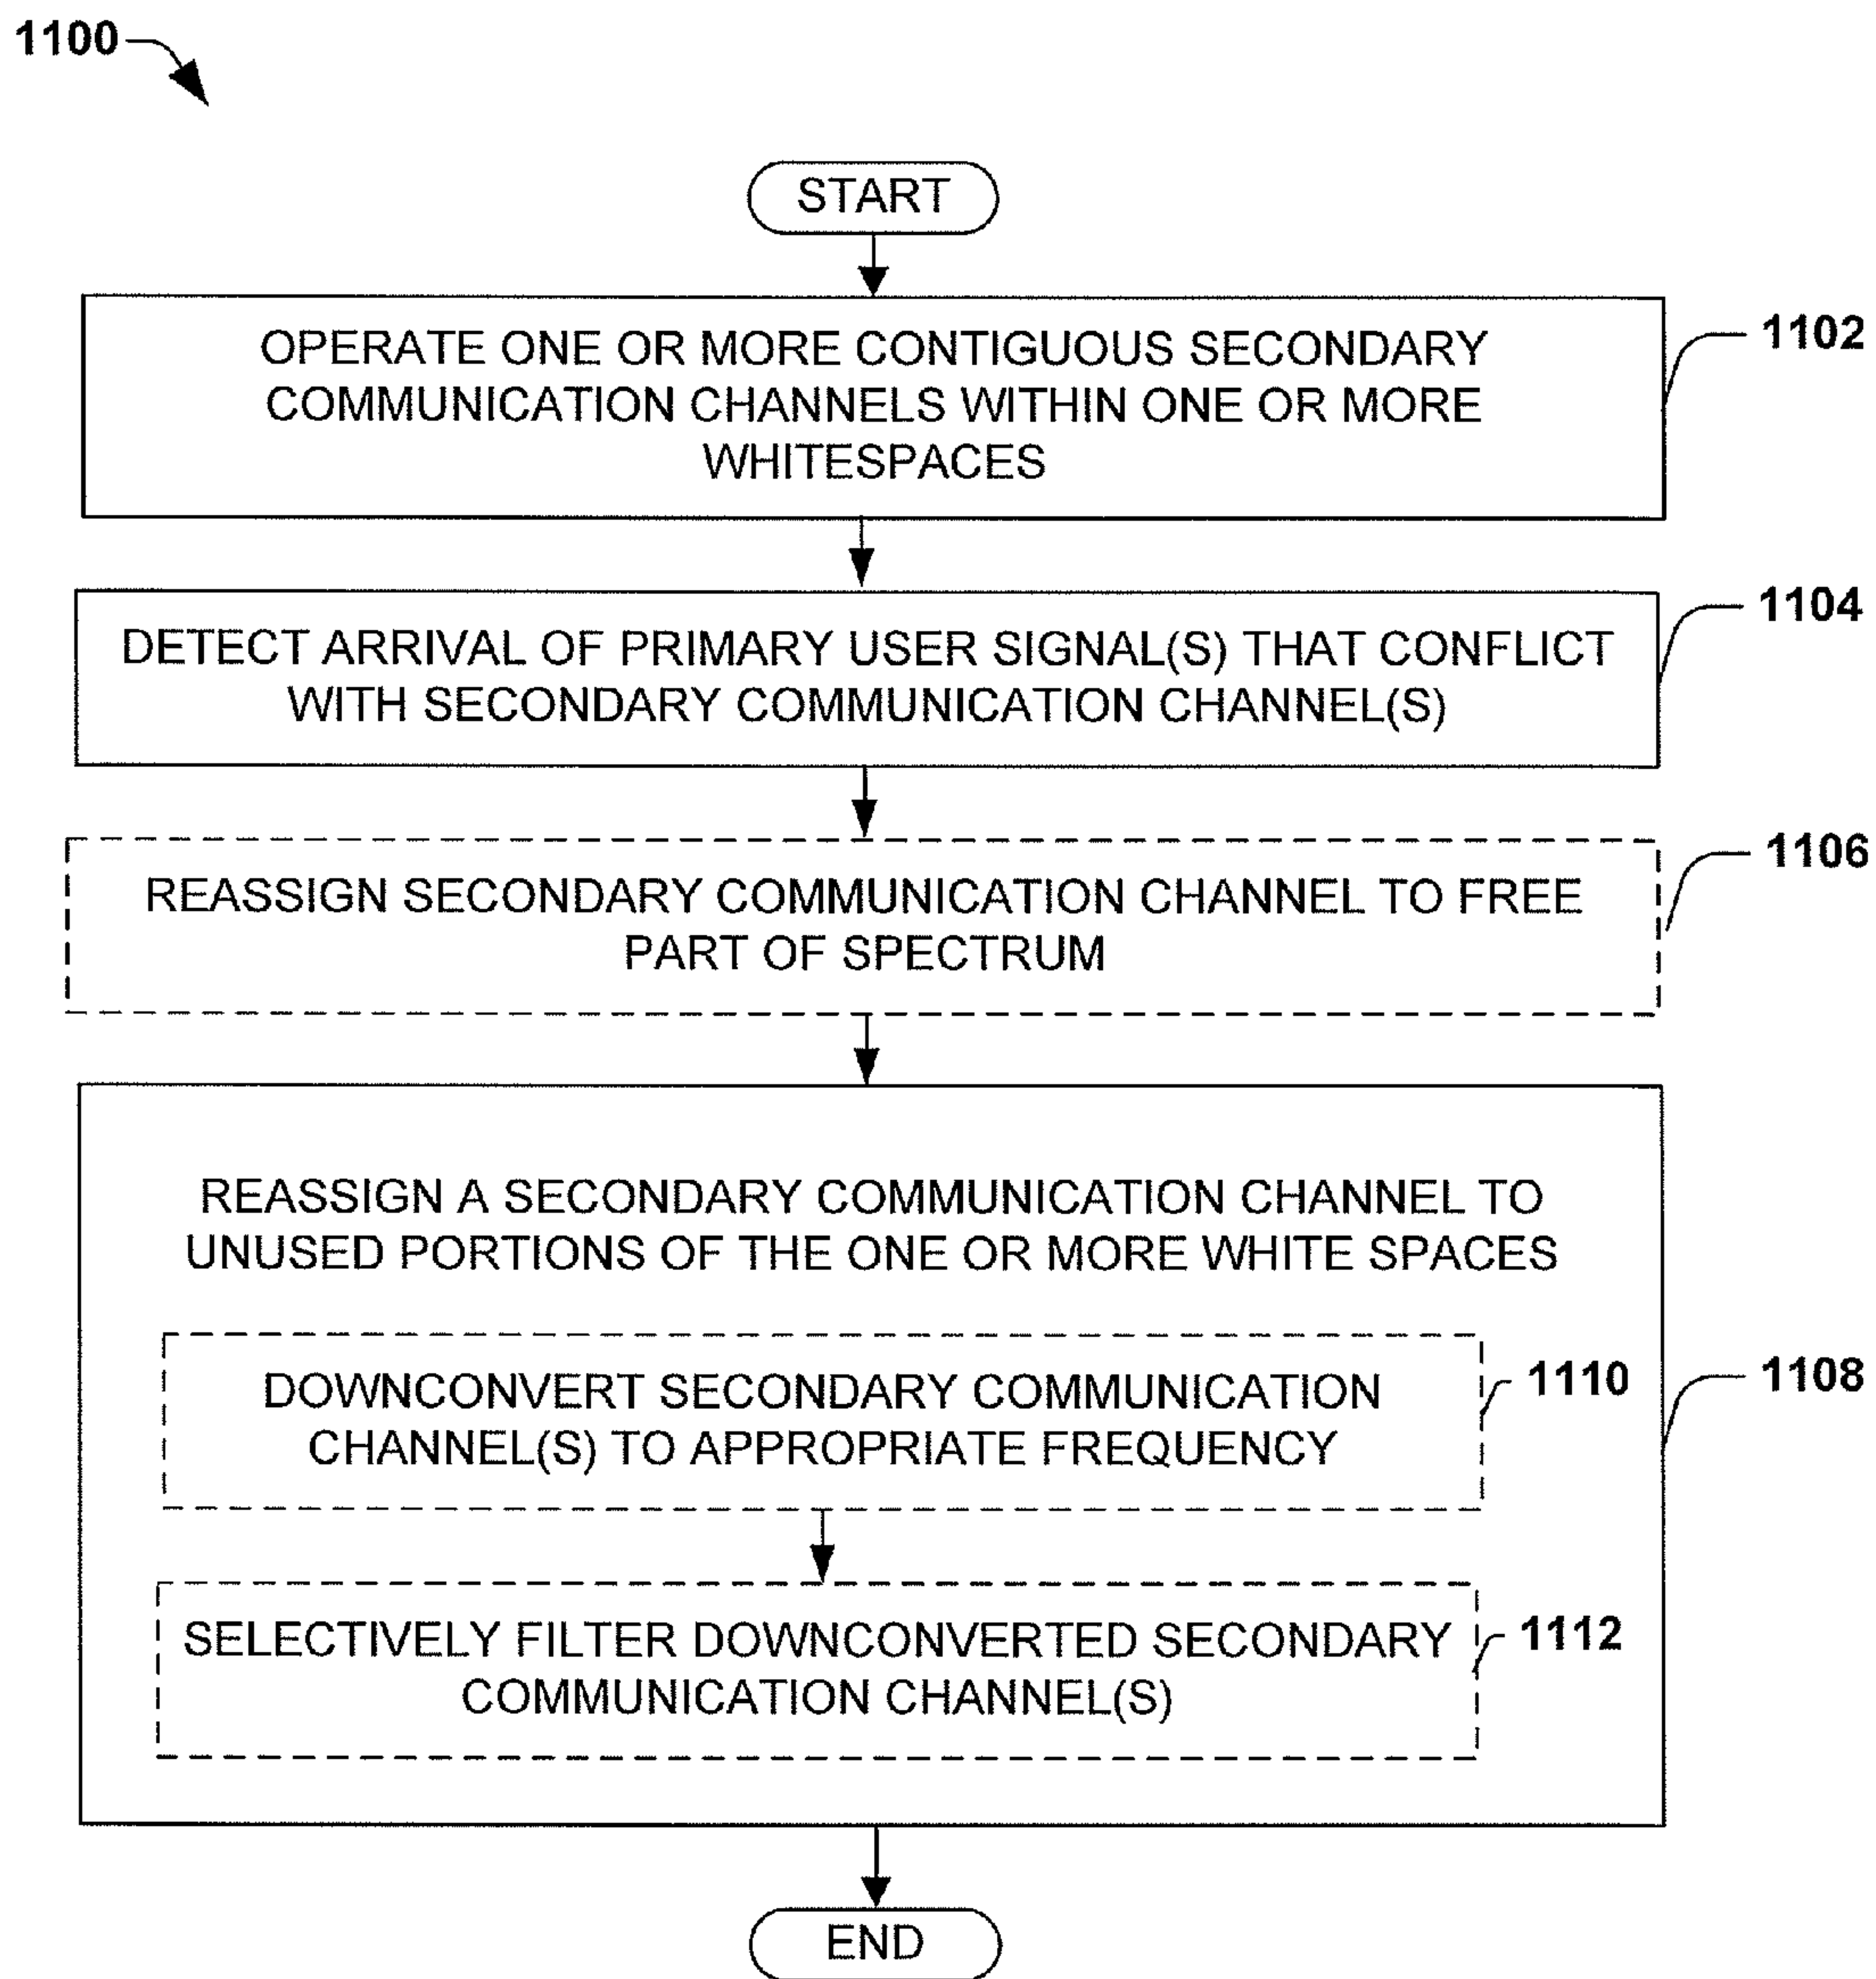 1100
START
OPERATE ONE OR MORE CONTIGUOUS SECONDARY
COMMUNICATION CHANNELS WITHIN ONE OR MORE
WHITESPACES
1102
DETECT ARRIVAL OF PRIMARY USER SIGNAL(S) THAT CONFLICT
WITH SECONDARY COMMUNICATION CHANNEL(S)
1104
REASSIGN SECONDARY COMMUNICATION CHANNEL TO FREE
PART OF SPECTRUM
1106
REASSIGN A SECONDARY COMMUNICATION CHANNEL TO
UNUSED PORTIONS OF THE ONE OR MORE WHITE SPACES
1108
DOWNCONVERT SECONDARY COMMUNICATION
CHANNEL(S) TO APPROPRIATE FREQUENCY
1110
SELECTIVELY FILTER DOWNCONVERTED SECONDARY
COMMUNICATION CHANNEL(S)
1112
END